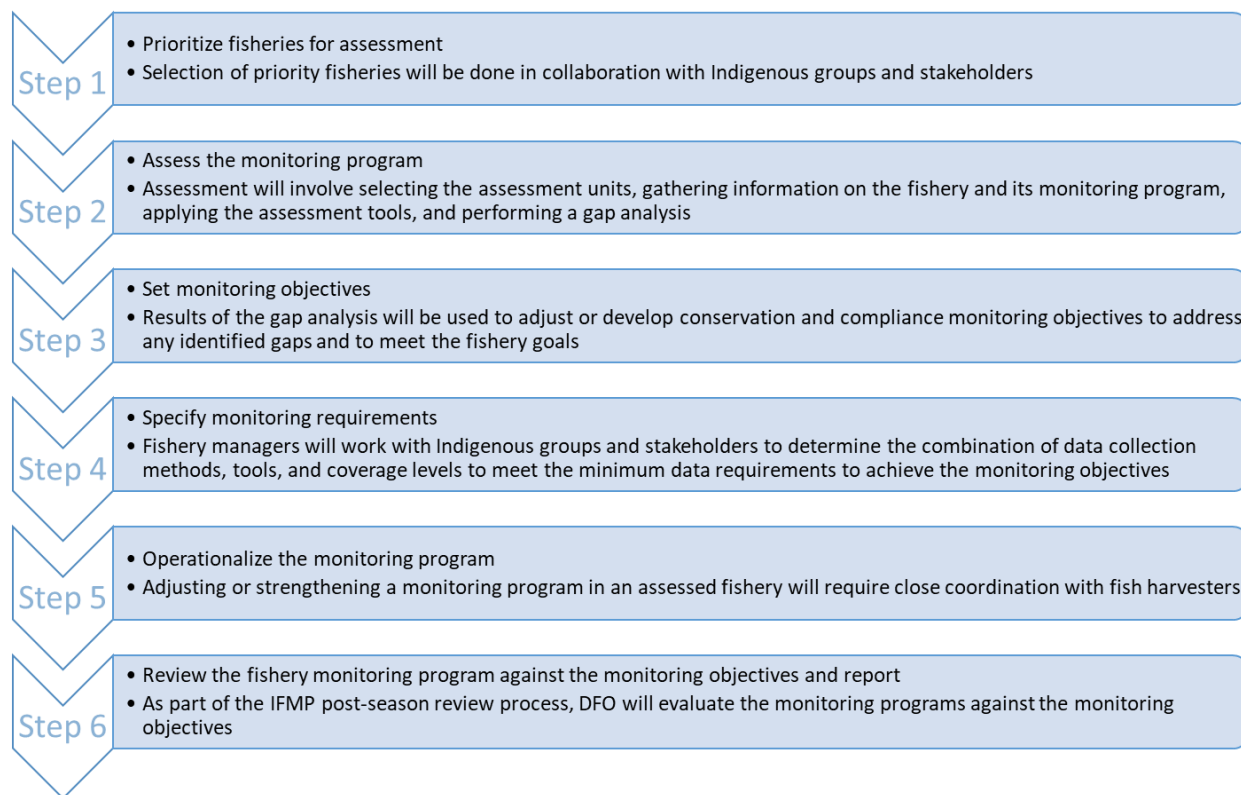 Step 1
• Prioritize fisheries for assessment
• Selection of priority fisheries will be done in collaboration with Indigenous groups and stakeholders
Step 2
• Assess the monitoring program
• Assessment will involve selecting the assessment units, gathering information on the fishery and its monitoring program,
applying the assessment tools, and performing a gap analysis
Step 3
• Set monitoring objectives
• Results of the gap analysis will be used to adjust or develop conservation and compliance monitoring objectives to address
any identified gaps and to meet the fishery goals
Step 4
• Specify monitoring requirements
• Fishery managers will work with Indigenous groups and stakeholders to determine the combination of data collection
methods, tools, and coverage levels to meet the minimum data requirements to achieve the monitoring objectives
Step 5
• Operationalize the monitoring program
• Adjusting or strengthening a monitoring program in an assessed fishery will require close coordination with fish harvesters
Step 6
• Review the fishery monitoring program against the monitoring objectives and report
• As part of the IFMP post-season review process, DFO will evaluate the monitoring programs against the monitoring
objectives